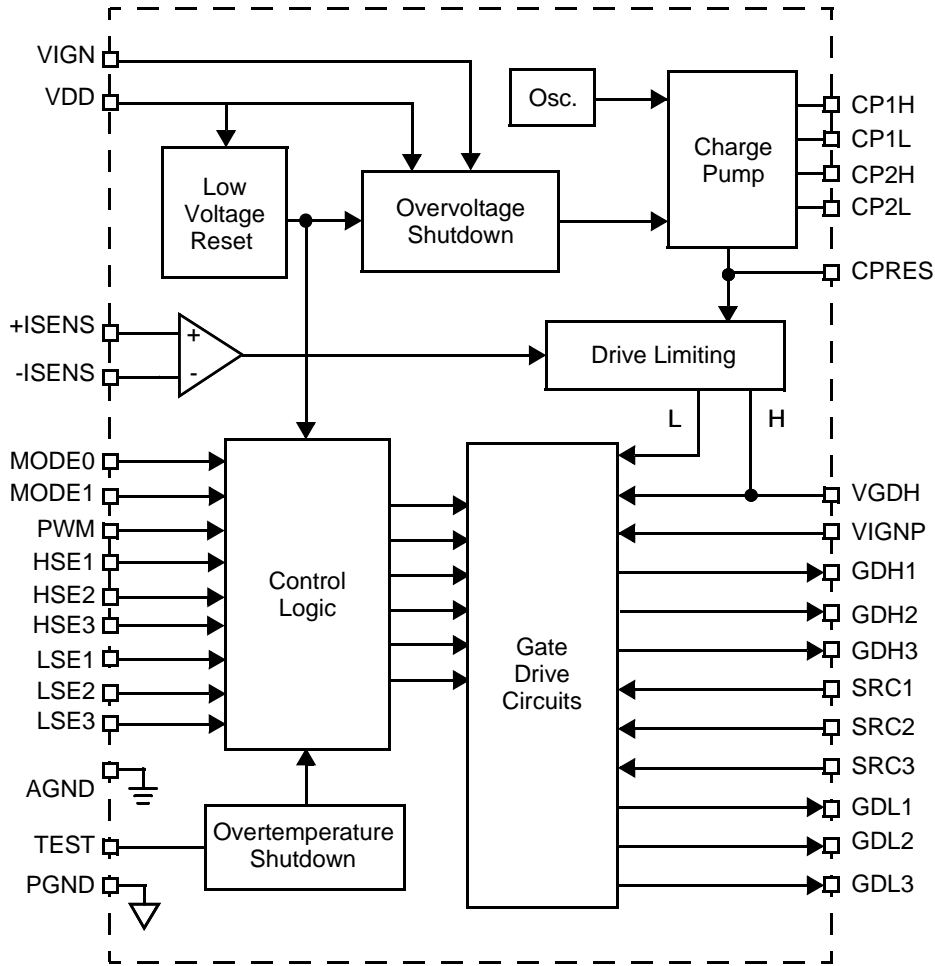 VIGN
VDD
Osc.
Charge
Pump
CP1H
CP1L
CP2H
CP2L
CPRES
Low
Voltage
Reset
Overvoltage
Shutdown
+ISENS
-ISENS
+
-
Drive Limiting
L
H
MODE0
MODE1
PWM
HSE1
HSE2
HSE3
LSE1
LSE2
LSE3
AGND
TEST
PGND
Control
Logic
Overtemperature
Shutdown
Gate
Drive
Circuits
VGDH
VIGNP
GDH1
GDH2
GDH3
SRC1
SRC2
SRC3
GDL1
GDL2
GDL3